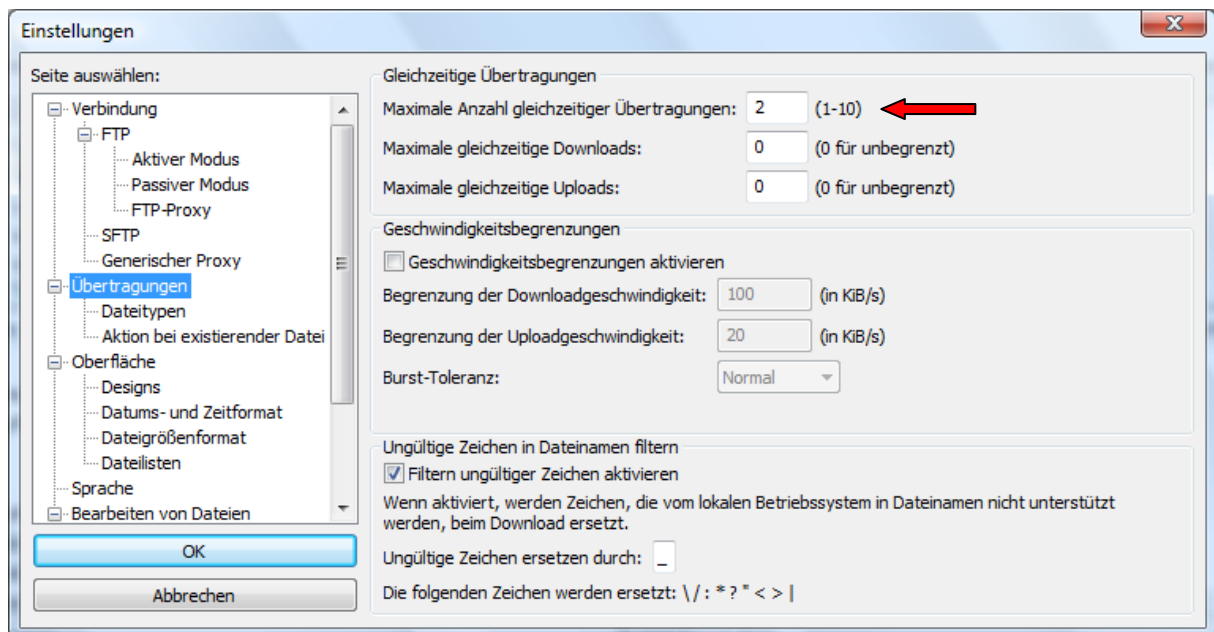 Einstellungen
Seite auswählen:
Verbindung
FTP
Aktiver Modus
Passiver Modus
FTP-Proxy
SFTP
Generischer Proxy
Übertragungen
Dateitypen
Aktion bei existierender Datei
Oberfläche
Designs
Datums- und Zeitformat
Dateigrößenformat
Dateilisten
Sprache
Bearbeiten von Dateien
OK
Abbrechen
Gleichzeitige Übertragungen
Maximale Anzahl gleichzeitiger Übertragungen: 2 (1-10)
Maximale gleichzeitige Downloads: 0 (0 für unbegrenzt)
Maximale gleichzeitige Uploads: 0 (0 für unbegrenzt)
Geschwindigkeitsbegrenzungen
Geschwindigkeitsbegrenzungen aktivieren
Begrenzung der Downloadgeschwindigkeit: 100 (in KiB/s)
Begrenzung der Uploadgeschwindigkeit: 20 (in KiB/s)
Burst-Toleranz: Normal
Ungültige Zeichen in Dateinamen filtern
Filtern ungültiger Zeichen aktivieren
Wenn aktiviert, werden Zeichen, die vom lokalen Betriebssystem in Dateinamen nicht unterstützt
werden, beim Download ersetzt.
Ungültige Zeichen ersetzen durch: _
Die folgenden Zeichen werden ersetzt: \ / : * ? " < > |